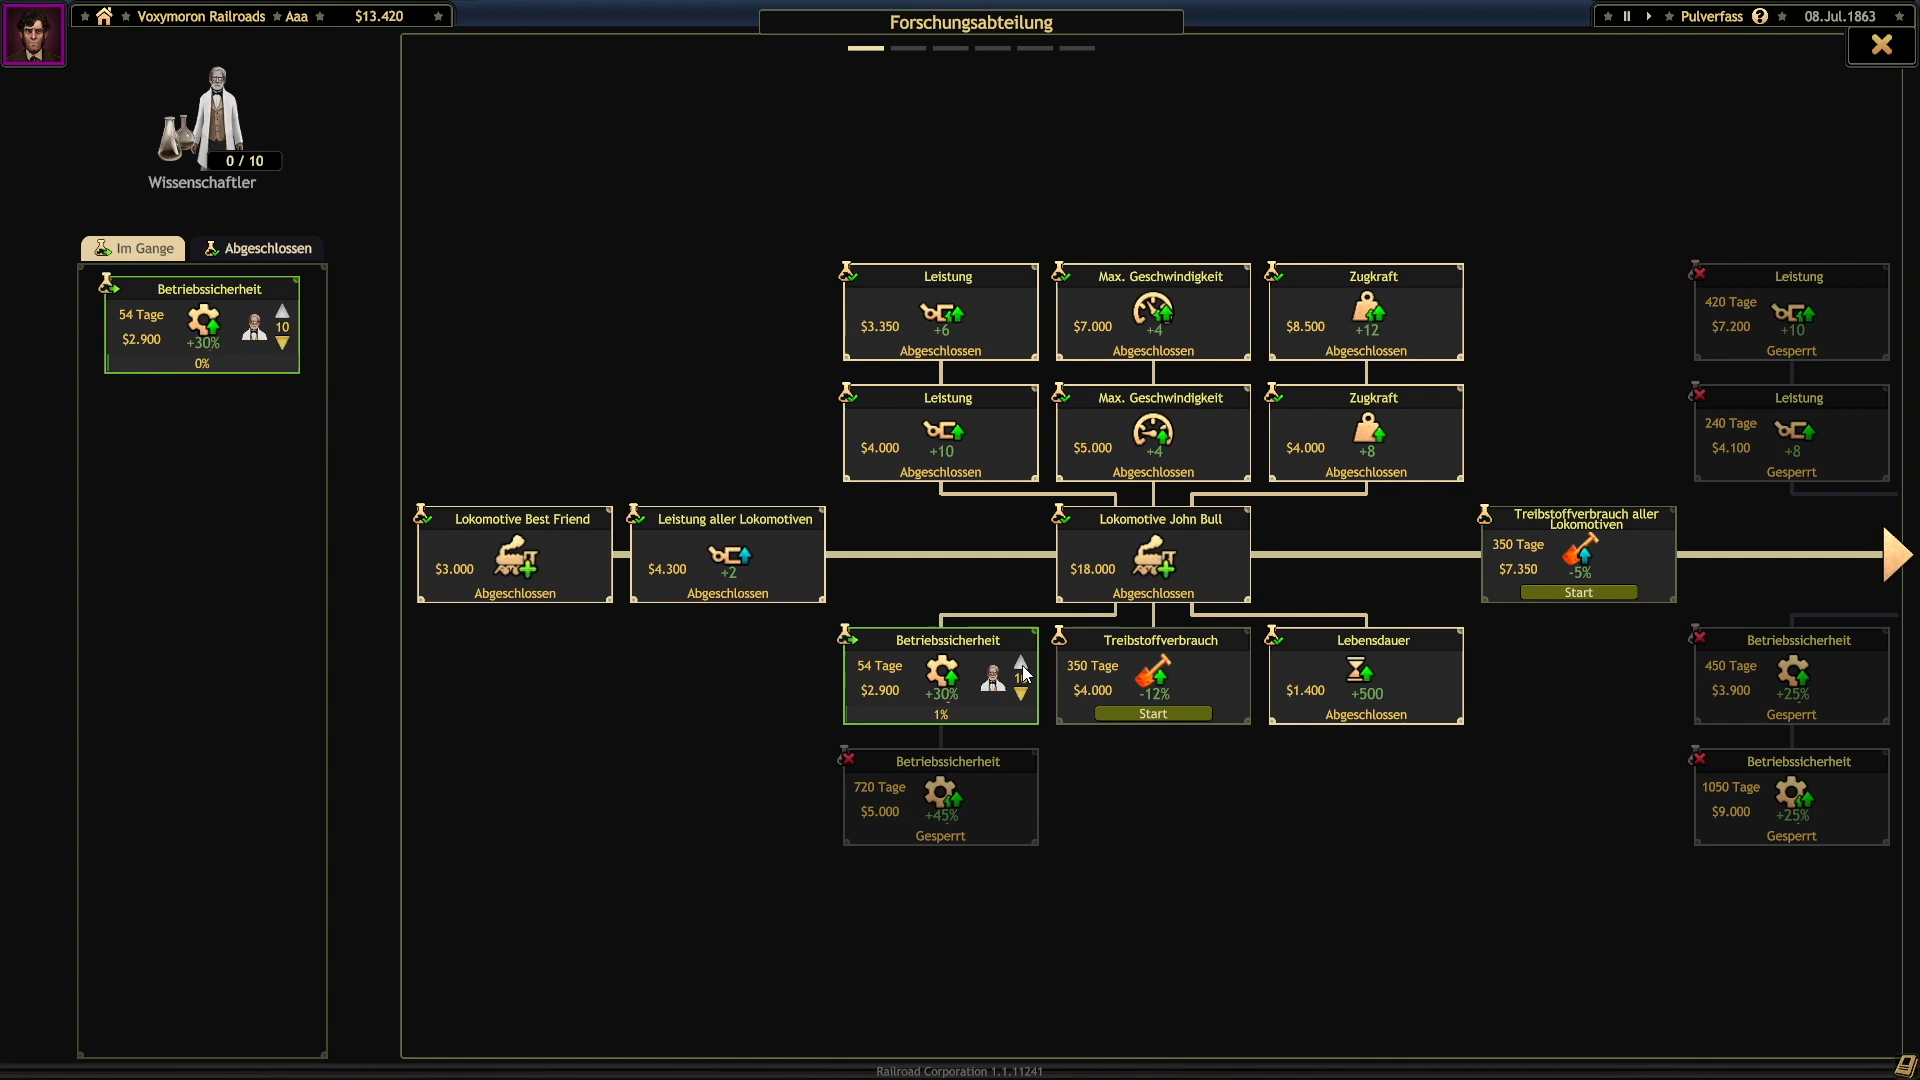 Voxymoron Railroads Aaa $13.420
Forschungsabteilung
Pulverfass ? 08.Jul.1863
0 / 10
Wissenschaftler
Im Gange Abgeschlossen
Betriebssicherheit
54 Tage
$2.900
+30%
10
0%
Leistung
$3.350
+6
Abgeschlossen
Max. Geschwindigkeit
$7.000
+4
Abgeschlossen
Zugkraft
$8.500
+12
Abgeschlossen
Leistung
420 Tage
$7.200
+10
Gesperrt
Leistung
$4.000
+10
Abgeschlossen
Max. Geschwindigkeit
$5.000
+4
Abgeschlossen
Zugkraft
$4.000
+8
Abgeschlossen
Leistung
240 Tage
$4.100
+8
Gesperrt
Lokomotive Best Friend
$3.000
Abgeschlossen
Leistung aller Lokomotiven
$4.300
+2
Abgeschlossen
Lokomotive John Bull
$18.000
Abgeschlossen
Treibstoffverbrauch aller
Lokomotiven
350 Tage
$7.350
-5%
Start
Betriebssicherheit
54 Tage
$2.900
+30%
1%
Treibstoffverbrauch
350 Tage
$4.000
-12%
Start
Lebensdauer
$1.400
+500
Abgeschlossen
Betriebssicherheit
450 Tage
$3.900
+25%
Gesperrt
Betriebssicherheit
720 Tage
$5.000
+45%
Gesperrt
Betriebssicherheit
1050 Tage
$9.000
+25%
Gesperrt
Railroad Corporation 1.1.11241